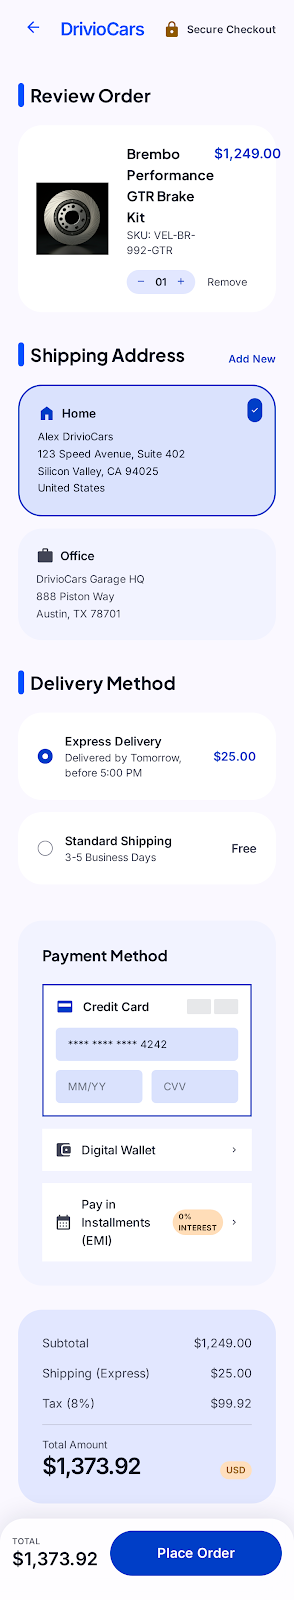 DrivioCars
Secure Checkout
Review Order
Brembo
Performance
GTR Brake
Kit
$1,249.00
SKU: VEL-BR-
992-GTR
− 01 + Remove
Shipping Address
Add New
Home
Alex DrivioCars
123 Speed Avenue, Suite 402
Silicon Valley, CA 94025
United States
Office
DrivioCars Garage HQ
888 Piston Way
Austin, TX 78701
Delivery Method
Express Delivery
Delivered by Tomorrow,
before 5:00 PM
$25.00
Standard Shipping
3-5 Business Days
Free
Payment Method
Credit Card
**** **** **** 4242
MM/YY CVV
Digital Wallet
Pay in
Installments
(EMI)
0%
INTEREST
Subtotal $1,249.00
Shipping (Express) $25.00
Tax (8%) $99.92
Total Amount
$1,373.92
USD
TOTAL
$1,373.92
Place Order